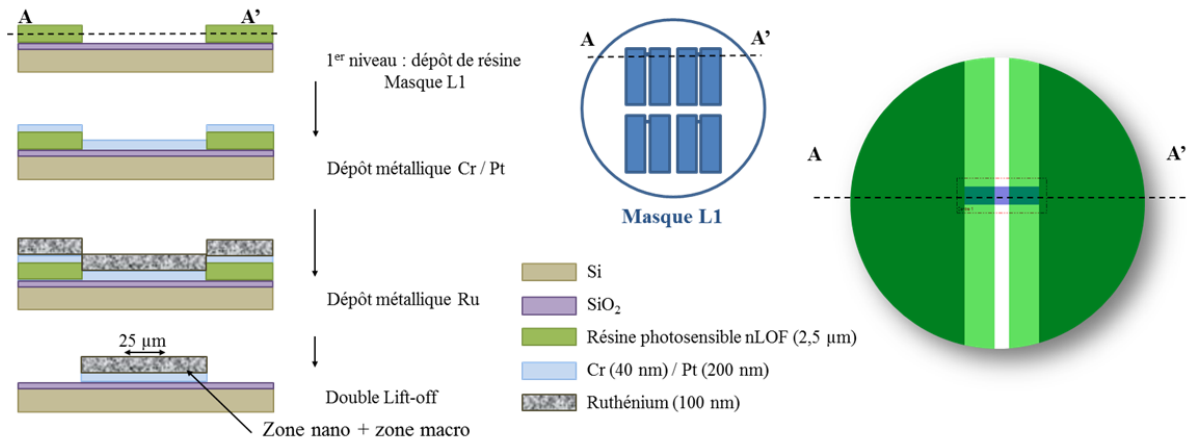 A A'
1er niveau : dépôt de résine
Masque L1
Dépôt métallique Cr / Pt
Dépôt métallique Ru
25 µm
Double Lift-off
Zone nano + zone macro
A A'
Masque L1
Si
SiO2
Résine photosensible nLOF (2,5 µm)
Cr (40 nm) / Pt (200 nm)
Ruthénium (100 nm)
A A'